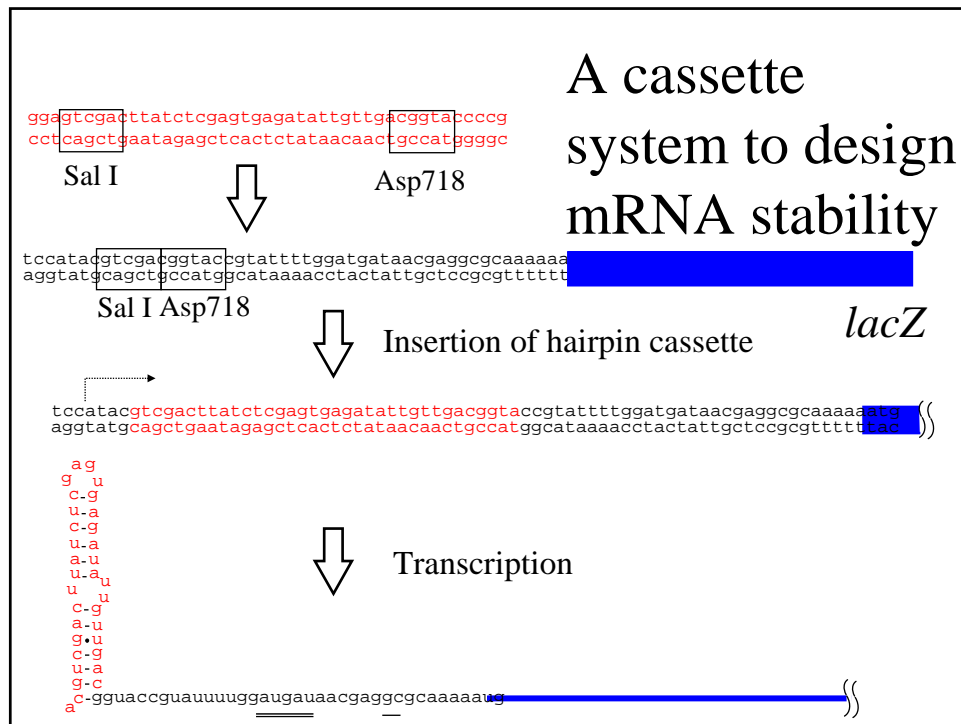 A cassette
system to design
mRNA stability
ggagtcgacttatctcgagtgagatattgttgacggtaccccg
cctcagctgaatagagctcactctataacaactgccatggggc
Sal I Asp718
tccatacgtcgacggtaccgtattttggatgataacgaggcgcaaaaaa
aggtatgcagctgccatggcataaaacctactattgctccgcgtttttt
Sal I Asp718
lacZ
Insertion of hairpin cassette
tccatacgtcgacttatctcgagtgagatattgttgacggtaccgtattttggatgataacgaggcgcaaaaaatg
aggtatgcagctgaatagagctcactctataacaactgccatggcataaaacctactattgctccgcgttttttac
ag
g u
c-g
u-a
c-g
u-a
a-u
u-a
u u
u
c-g
a-u
g•u
c-g
u-a
g-c
c-gguaccguauuuuggaugauaacgaggcgcaaaaaug
a
Transcription